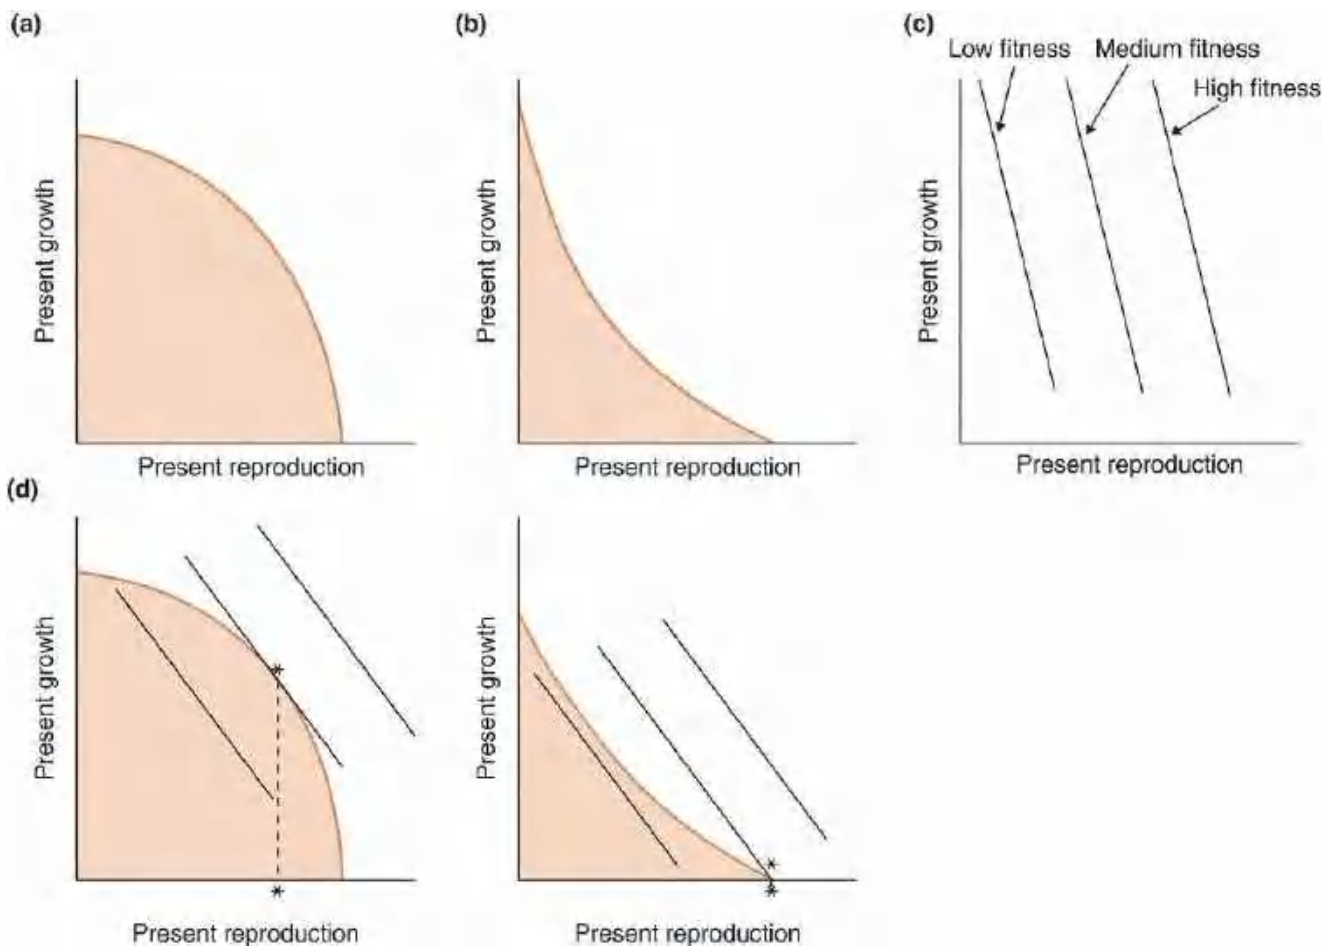 (a)
(b)
(c)
Low fitness
Medium fitness
High fitness
Present growth
Present growth
Present growth
Present reproduction
Present reproduction
Present reproduction
(d)
Present growth
Present growth
*
*
*
*
Present reproduction
Present reproduction